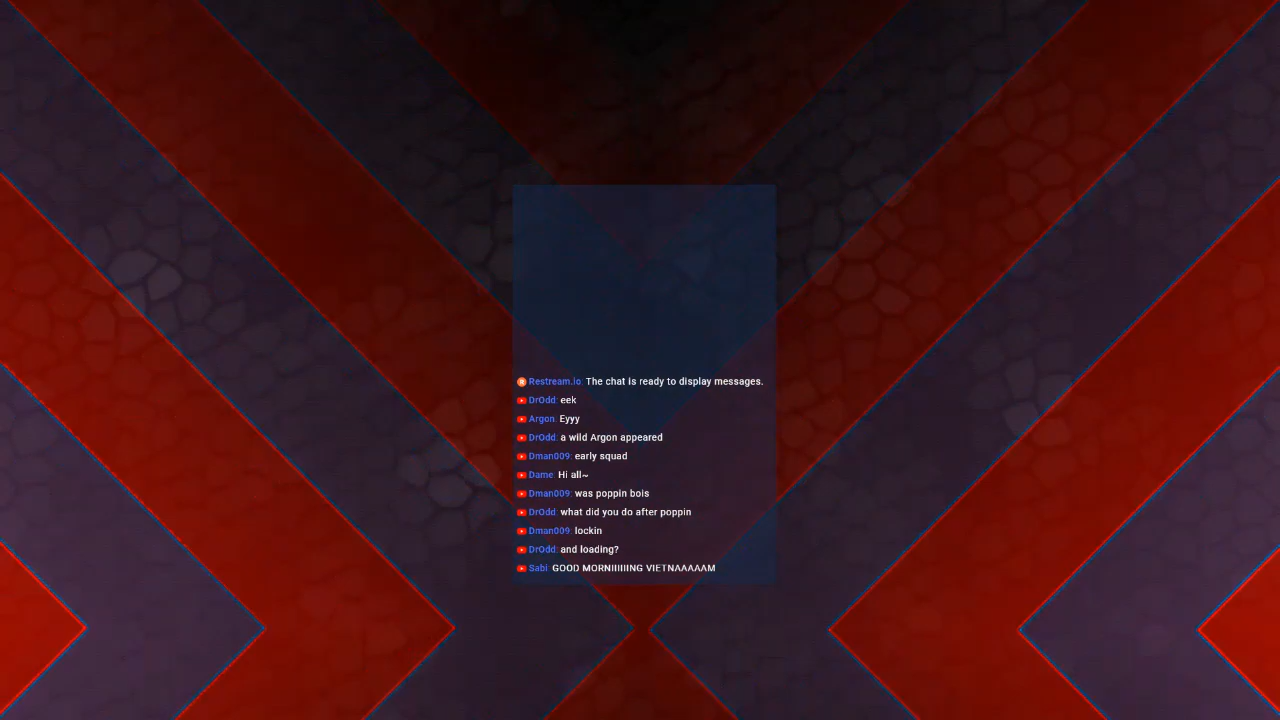 Restream.io: The chat is ready to display messages.
DrOdd: eek
Argon: Eyyy
DrOdd: a wild Argon appeared
Dman009: early squad
Dame: Hi all~
Dman009: was poppin bois
DrOdd: what did you do after poppin
Dman009: lockin
DrOdd: and loading?
Sabi: GOOD MORNIIIIIING VIETNAAAAAM